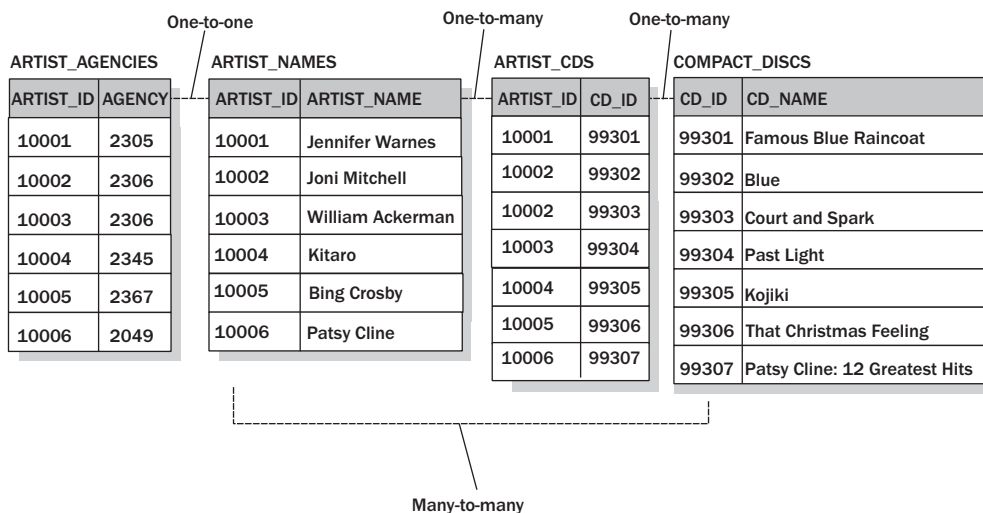 One-to-one
One-to-many
One-to-many
ARTIST_AGENCIES
ARTIST_ID AGENCY
10001 2305
10002 2306
10003 2306
10004 2345
10005 2367
10006 2049
ARTIST_NAMES
ARTIST_ID ARTIST_NAME
10001 Jennifer Warnes
10002 Joni Mitchell
10003 William Ackerman
10004 Kitaro
10005 Bing Crosby
10006 Patsy Cline
ARTIST_CDS
ARTIST_ID CD_ID
10001 99301
10002 99302
10002 99303
10003 99304
10004 99305
10005 99306
10006 99307
COMPACT_DISCS
CD_ID CD_NAME
99301 Famous Blue Raincoat
99302 Blue
99303 Court and Spark
99304 Past Light
99305 Kojiki
99306 That Christmas Feeling
99307 Patsy Cline: 12 Greatest Hits
Many-to-many